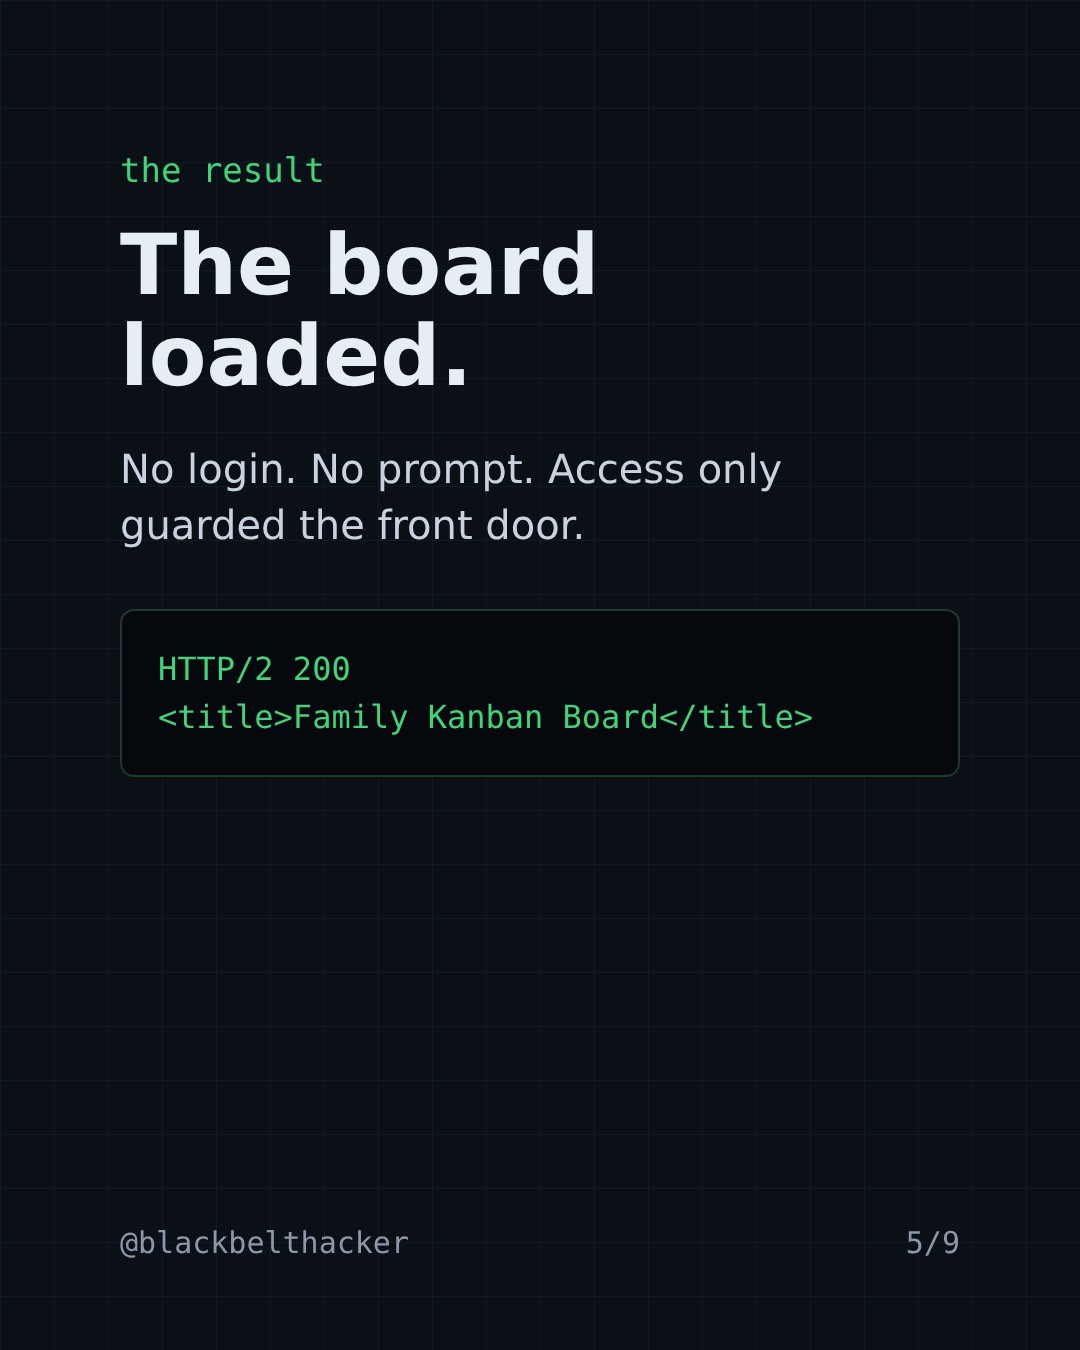 the result
The board
loaded.
No login. No prompt. Access only
guarded the front door.
HTTP/2 200
<title>Family Kanban Board</title>
@blackbelthacker
5/9